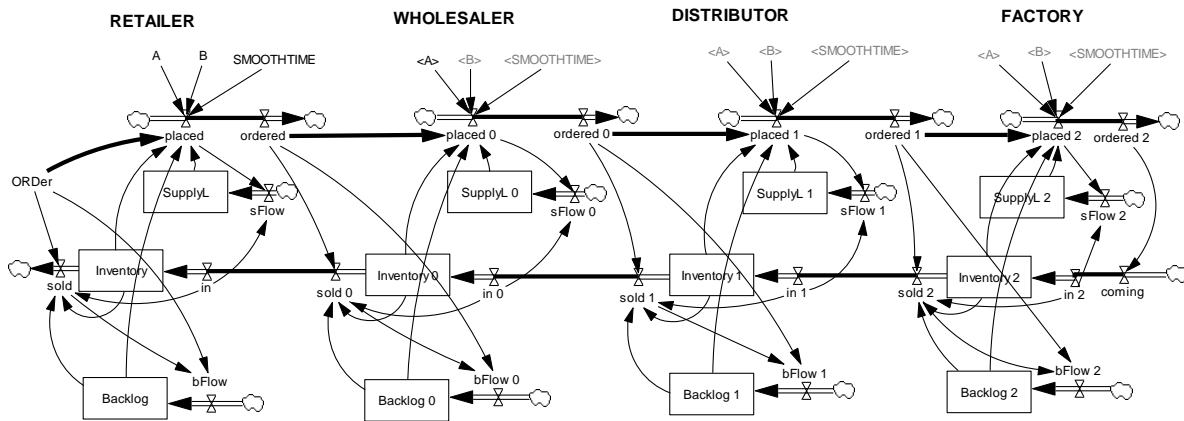 RETAILER WHOLESALER DISTRIBUTOR FACTORY
A B SMOOTHTIME <A> <B> <SMOOTHTIME> <A> <B> <SMOOTHTIME> <A> <B> <SMOOTHTIME>
placed ordered placed 0 ordered 0 placed 1 ordered 1 placed 2 ordered 2
ORDer SupplyL SupplyL 0 SupplyL 1 SupplyL 2
sFlow sFlow 0 sFlow 1 sFlow 2
Inventory Inventory 0 Inventory 1 Inventory 2
sold in sold 0 in 0 sold 1 in 1 sold 2 in 2 coming
bFlow bFlow 0 bFlow 1 bFlow 2
Backlog Backlog 0 Backlog 1 Backlog 2